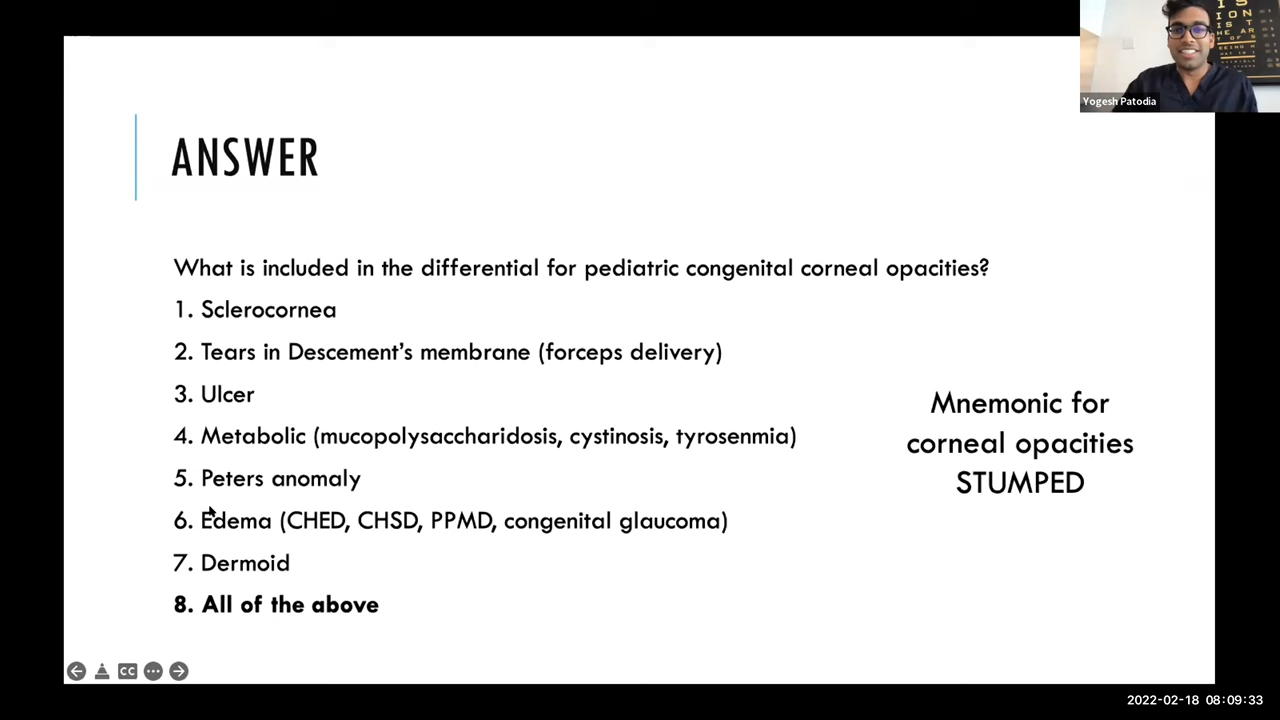 ANSWER
What is included in the differential for pediatric congenital corneal opacities?
1. Sclerocornea
2. Tears in Descement's membrane (forceps delivery)
3. Ulcer
4. Metabolic (mucopolysaccharidosis, cystinosis, tyrosenmia)
5. Peters anomaly
6. Edema (CHED, CHSD, PPMD, congenital glaucoma)
7. Dermoid
8. All of the above
Mnemonic for
corneal opacities
STUMPED
Yogesh Patodia
CC
2022-02-18 08:09:33